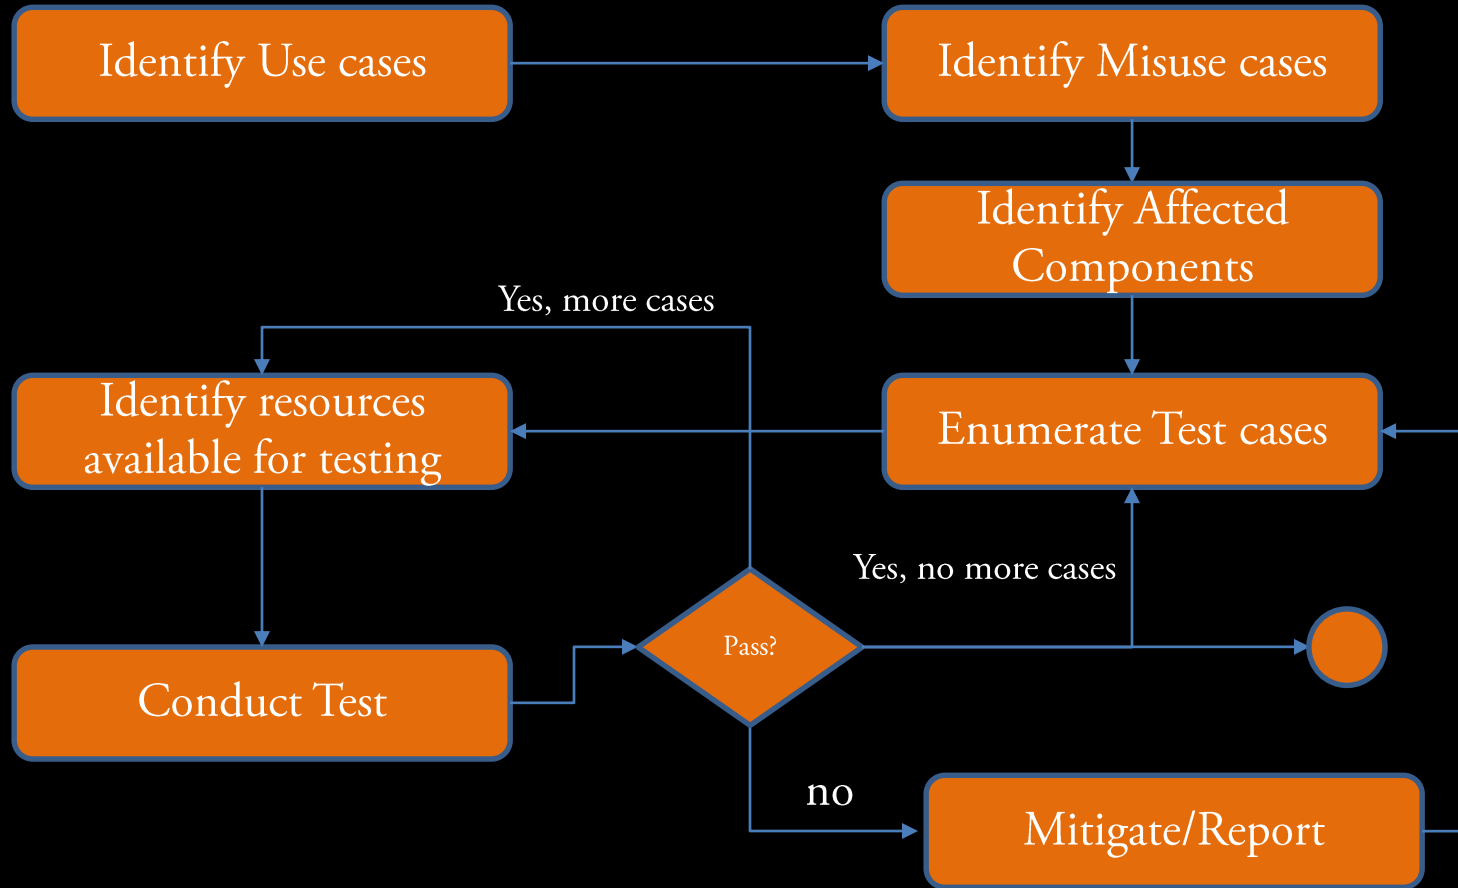 Identify Use cases
Identify Misuse cases
Identify Affected
Components
Yes, more cases
Identify resources
available for testing
Enumerate Test cases
Yes, no more cases
Pass?
Conduct Test
no
Mitigate/Report